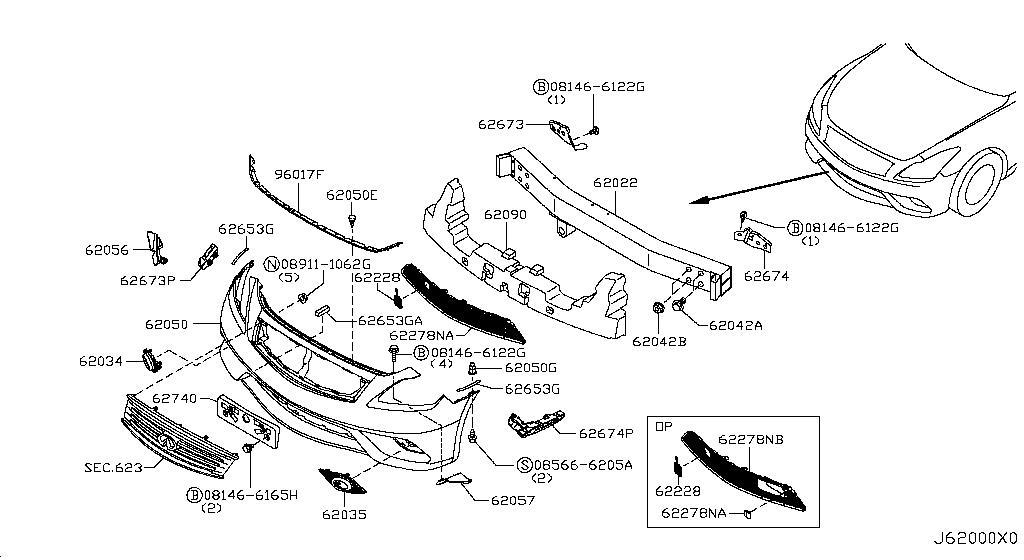 B 08146-6122G
(1)
62673
96017F
62050E
62022
62090
62653G
62056
62673P
N 08911-1062G
(5)
62228
B 08146-6122G
(1)
62674
62050
62653GA
62278NA
62042A
62042B
B 08146-6122G
(4)
62034
62050G
62653G
62740
62674P
SEC.623
S 08566-6205A
(2)
B 08146-6165H
(2)
62035
62057
OP
62278NB
62228
62278NA
J62000X0